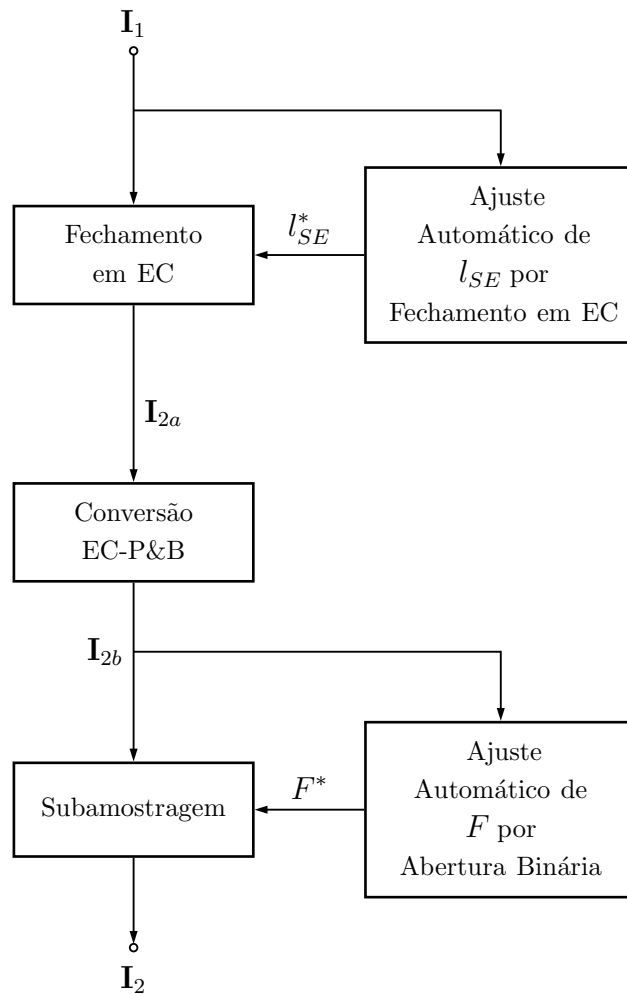 I1
Fechamento
em EC
l*SE
Ajuste
Automático de
lSE por
Fechamento em EC
I2a
Conversão
EC-P&B
I2b
Subamostragem
F*
Ajuste
Automático de
F por
Abertura Binária
I2